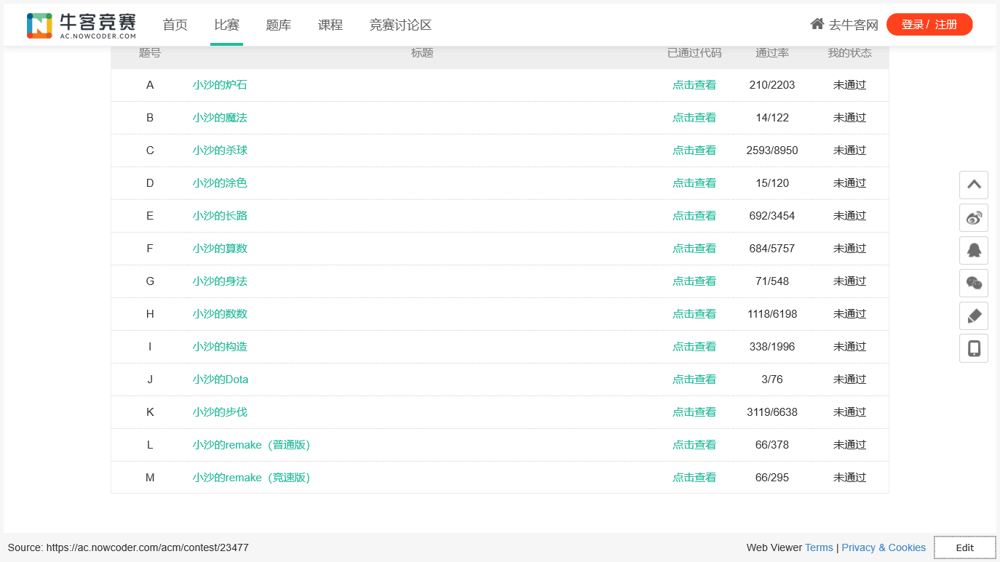 牛客竞赛
AC.NOWCODER.COM
首页 比赛 题库 课程 竞赛讨论区 去牛客网 登录 / 注册
题号 标题 已通过代码 通过率 我的状态
A 小沙的炉石 点击查看 210/2203 未通过
B 小沙的魔法 点击查看 14/122 未通过
C 小沙的杀球 点击查看 2593/8950 未通过
D 小沙的涂色 点击查看 15/120 未通过
E 小沙的长路 点击查看 692/3454 未通过
F 小沙的算数 点击查看 684/5757 未通过
G 小沙的身法 点击查看 71/548 未通过
H 小沙的数数 点击查看 1118/6198 未通过
I 小沙的构造 点击查看 338/1996 未通过
J 小沙的Dota 点击查看 3/76 未通过
K 小沙的步伐 点击查看 3119/6638 未通过
L 小沙的remake（普通版） 点击查看 66/378 未通过
M 小沙的remake（竞速版） 点击查看 66/295 未通过
Source: https://ac.nowcoder.com/acm/contest/23477 Web Viewer Terms | Privacy & Cookies Edit